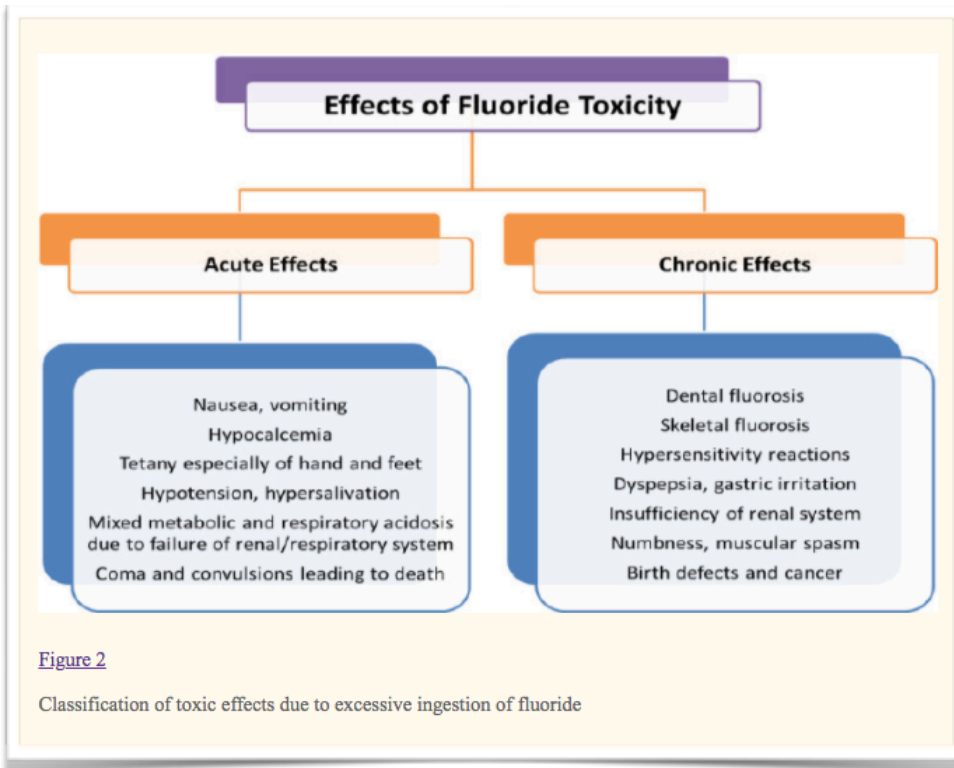 Effects of Fluoride Toxicity
Acute Effects
Nausea, vomiting
Hypocalcemia
Tetany especially of hand and feet
Hypotension, hypersalivation
Mixed metabolic and respiratory acidosis
due to failure of renal/respiratory system
Coma and convulsions leading to death
Chronic Effects
Dental fluorosis
Skeletal fluorosis
Hypersensitivity reactions
Dyspepsia, gastric irritation
Insufficiency of renal system
Numbness, muscular spasm
Birth defects and cancer
Figure 2
Classification of toxic effects due to excessive ingestion of fluoride